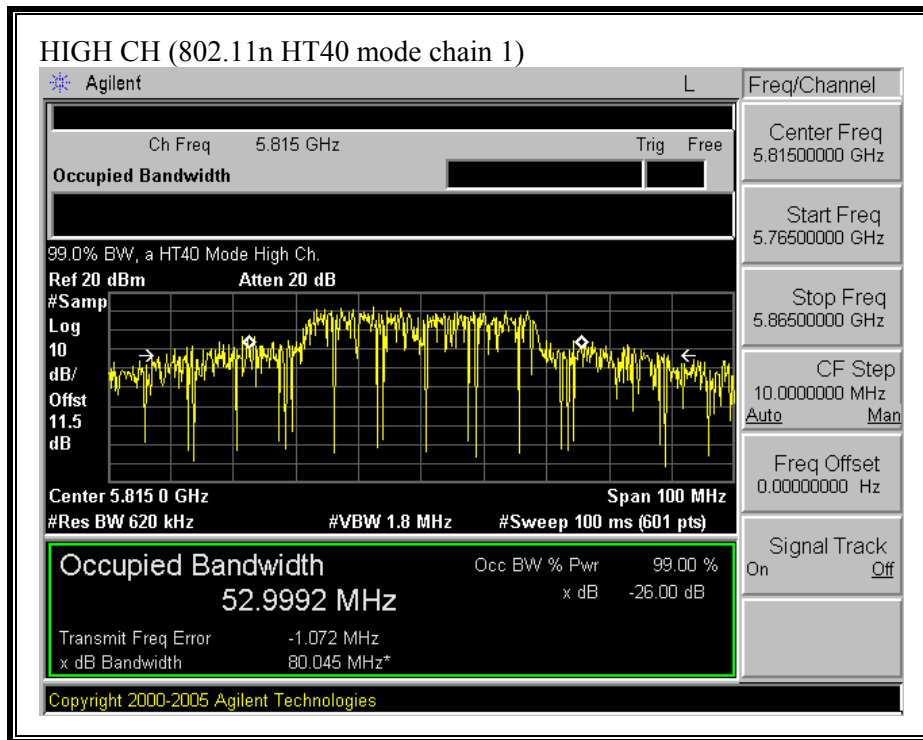 HIGH CH (802.11n HT40 mode chain 1)
Agilent L Freq/Channel
Ch Freq 5.815 GHz Trig Free
Occupied Bandwidth
Center Freq
5.81500000 GHz
Start Freq
5.76500000 GHz
99.0% BW, a HT40 Mode High Ch.
Ref 20 dBm Atten 20 dB
#Samp
Log
10
dB/
Offst
11.5
dB
Stop Freq
5.86500000 GHz
CF Step
10.0000000 MHz
Auto Man
Freq Offset
0.00000000 Hz
Center 5.815 0 GHz Span 100 MHz
#Res BW 620 kHz #VBW 1.8 MHz #Sweep 100 ms (601 pts)
Signal Track
On Off
Occupied Bandwidth Occ BW % Pwr 99.00 %
52.9992 MHz x dB -26.00 dB
Transmit Freq Error -1.072 MHz
x dB Bandwidth 80.045 MHz*
Copyright 2000-2005 Agilent Technologies